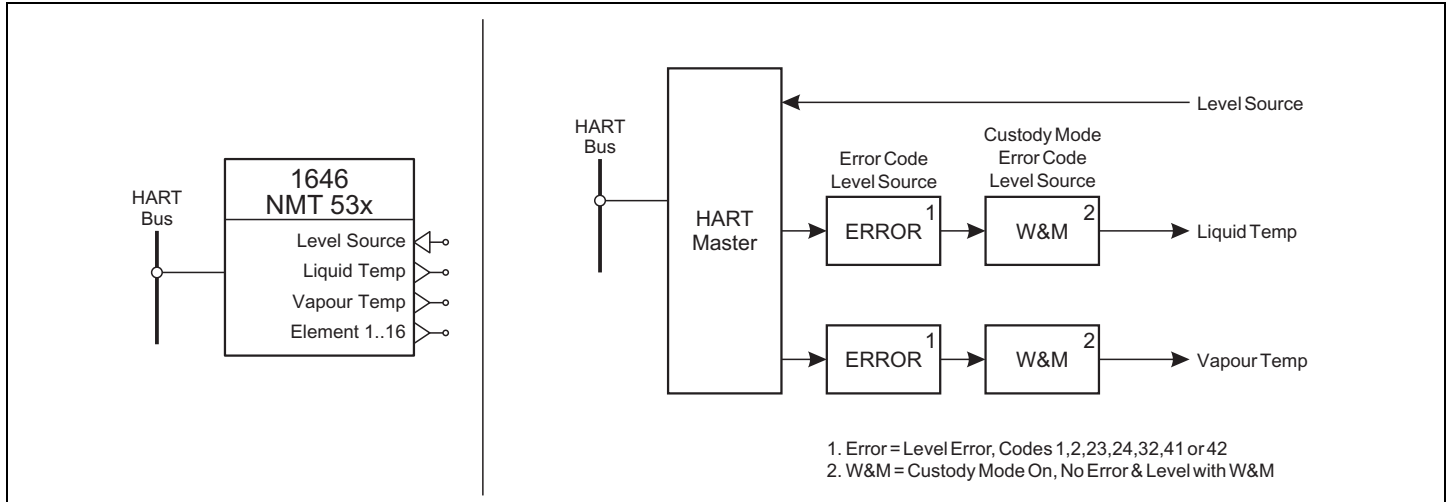 1646
NMT 53x
HART
Bus
Level Source
Liquid Temp
Vapour Temp
Element 1..16
HART
Bus
HART
Master
Level Source
Error Code
Level Source
Custody Mode
Error Code
Level Source
ERROR 1
W&M 2
Liquid Temp
ERROR 1
W&M 2
Vapour Temp
1. Error = Level Error, Codes 1,2,23,24,32,41 or 42
2. W&M = Custody Mode On, No Error & Level with W&M